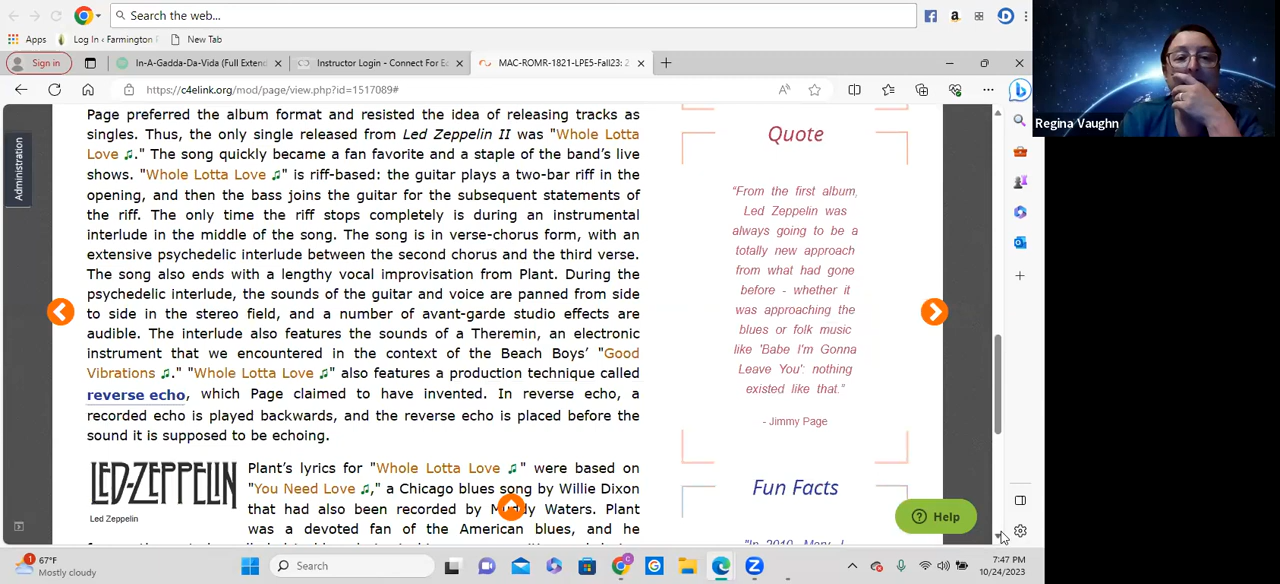 Search the web...
Apps
Log In ‹ Farmington
New Tab
Sign in
In-A-Gadda-Da-Vida (Full Extend
Instructor Login - Connect For E
MAC-ROMR-1821-LPE5-Fall23: 2
https://c4elink.org/mod/page/view.php?id=1517089#
Regina Vaughn
Administration
Page preferred the album format and resisted the idea of releasing tracks as
singles. Thus, the only single released from Led Zeppelin II was "Whole Lotta
Love ♫." The song quickly became a fan favorite and a staple of the band's live
shows. "Whole Lotta Love ♫" is riff-based: the guitar plays a two-bar riff in the
opening, and then the bass joins the guitar for the subsequent statements of
the riff. The only time the riff stops completely is during an instrumental
interlude in the middle of the song. The song is in verse-chorus form, with an
extensive psychedelic interlude between the second chorus and the third verse.
The song also ends with a lengthy vocal improvisation from Plant. During the
psychedelic interlude, the sounds of the guitar and voice are panned from side
to side in the stereo field, and a number of avant-garde studio effects are
audible. The interlude also features the sounds of a Theremin, an electronic
instrument that we encountered in the context of the Beach Boys' "Good
Vibrations ♫." "Whole Lotta Love ♫" also features a production technique called
reverse echo, which Page claimed to have invented. In reverse echo, a
recorded echo is played backwards, and the reverse echo is placed before the
sound it is supposed to be echoing.
LED-ZEPPELIN
Led Zeppelin
Plant's lyrics for "Whole Lotta Love ♫" were based on
"You Need Love ♫," a Chicago blues song by Willie Dixon
that had also been recorded by Muddy Waters. Plant
was a devoted fan of the American blues, and he
Quote
"From the first album,
Led Zeppelin was
always going to be a
totally new approach
from what had gone
before - whether it
was approaching the
blues or folk music
like 'Babe I'm Gonna
Leave You': nothing
existed like that."
- Jimmy Page
Fun Facts
Help
67°F
Mostly cloudy
Search
7:47 PM
10/24/2023